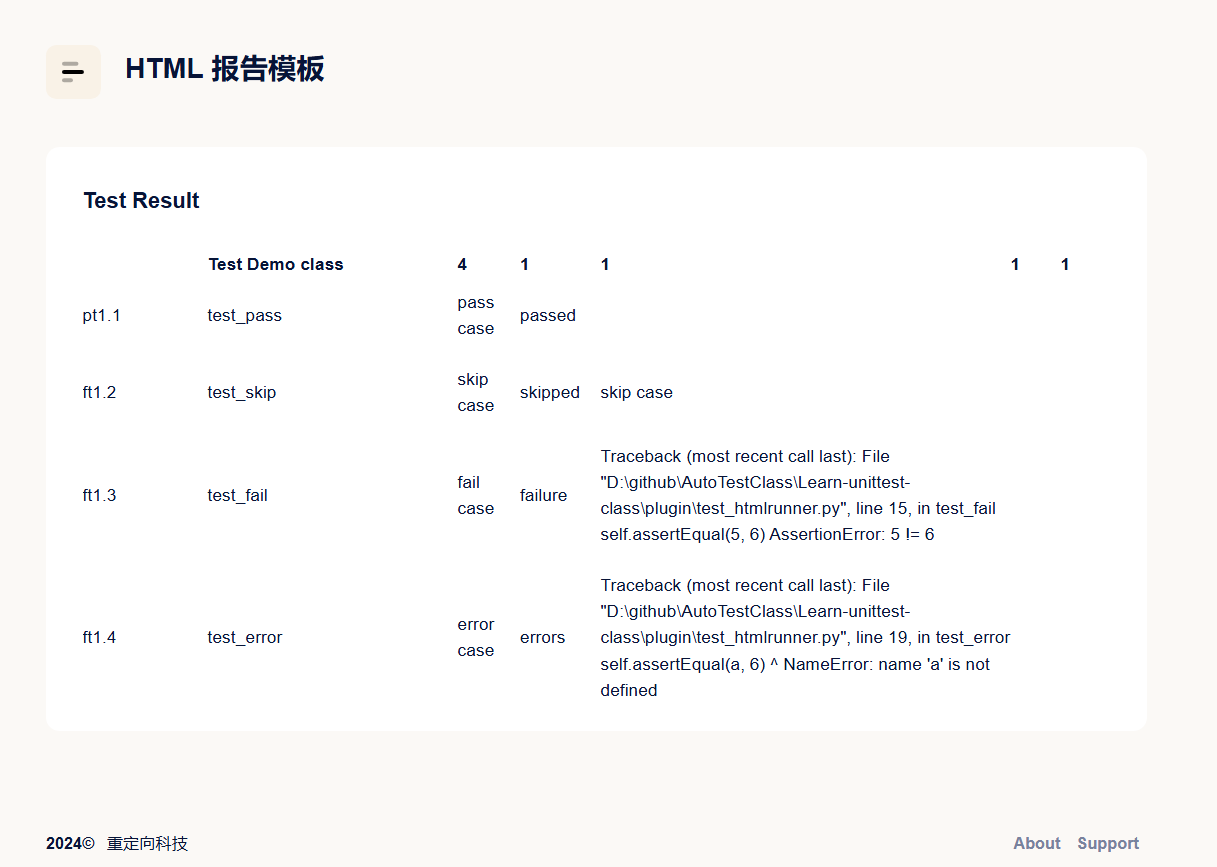 HTML 报告模板
Test Result
Test Demo class 4 1 1 1 1
pt1.1 test_pass pass case passed
ft1.2 test_skip skip case skipped skip case
ft1.3 test_fail fail case failure Traceback (most recent call last): File
"D:\github\AutoTestClass\Learn-unittest-
class\plugin\test_htmlrunner.py", line 15, in test_fail
self.assertEqual(5, 6) AssertionError: 5 != 6
ft1.4 test_error error case errors Traceback (most recent call last): File
"D:\github\AutoTestClass\Learn-unittest-
class\plugin\test_htmlrunner.py", line 19, in test_error
self.assertEqual(a, 6) ^ NameError: name 'a' is not
defined
2024© 重定向科技 About Support